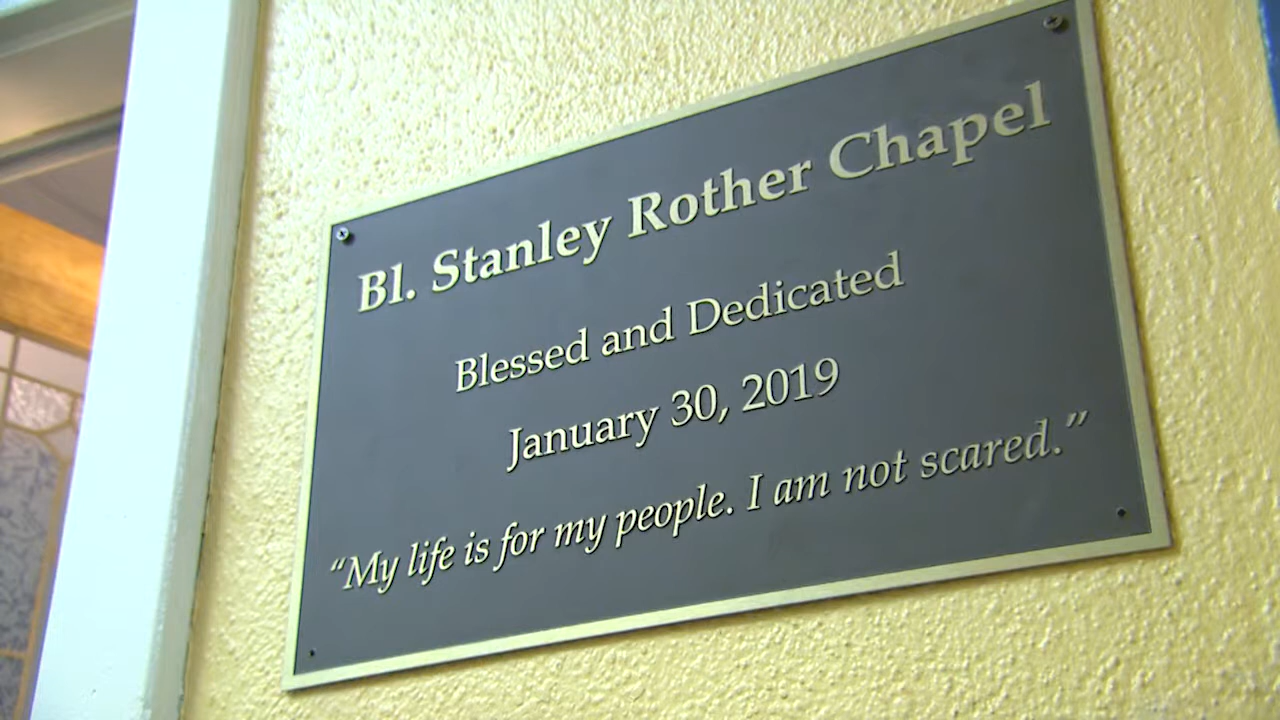 Bl. Stanley Rother Chapel
Blessed and Dedicated
January 30, 2019
“My life is for my people. I am not scared.”